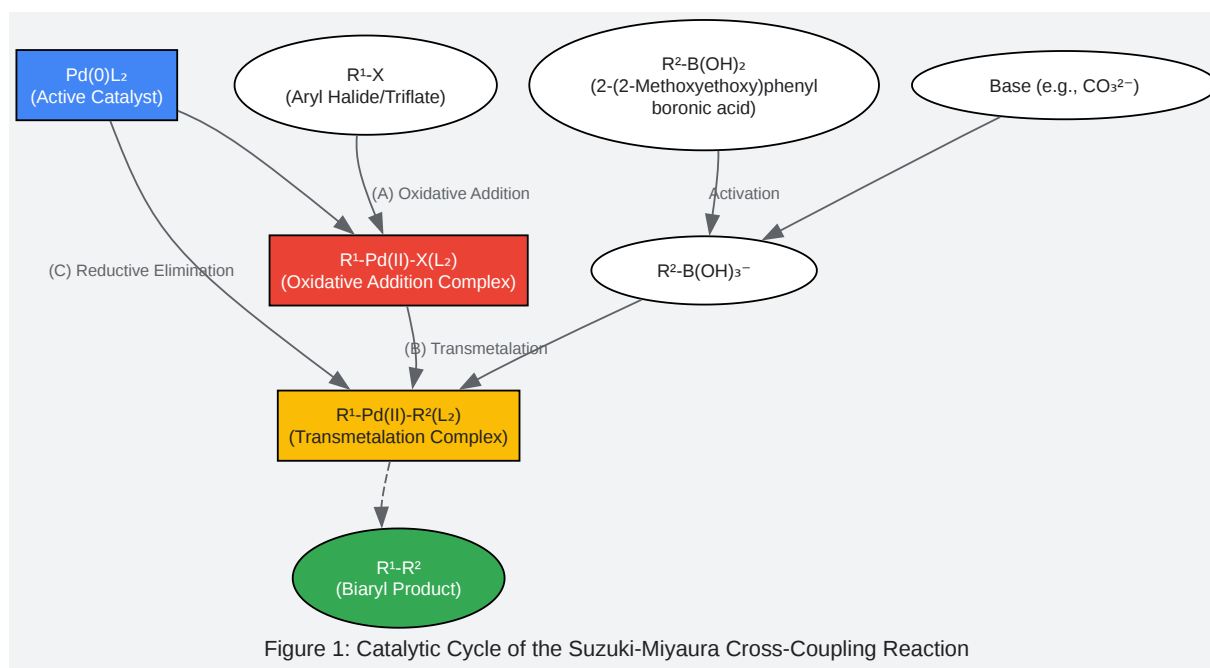 Pd(0)L₂
(Active Catalyst)
R¹-X
(Aryl Halide/Triflate)
R²-B(OH)₂
(2-(2-Methoxyethoxy)phenyl
boronic acid)
Base (e.g., CO₃²⁻)
(A) Oxidative Addition
Activation
R¹-Pd(II)-X(L₂)
(Oxidative Addition Complex)
R²-B(OH)₃⁻
(C) Reductive Elimination
(B) Transmetalation
R¹-Pd(II)-R²(L₂)
(Transmetalation Complex)
R¹-R²
(Biaryl Product)
Figure 1: Catalytic Cycle of the Suzuki-Miyaura Cross-Coupling Reaction